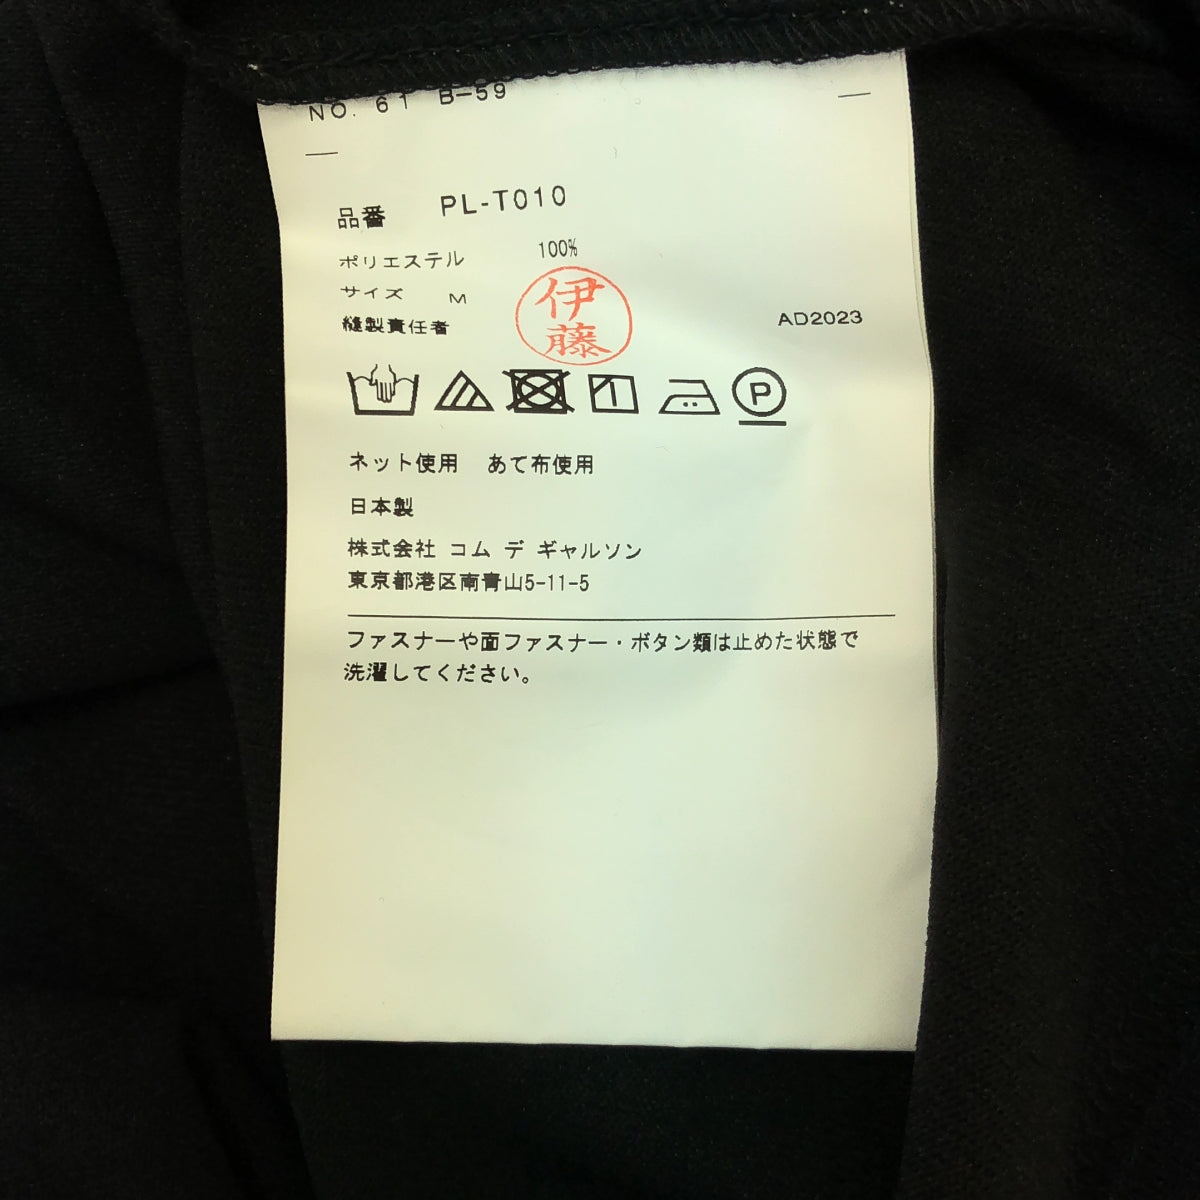 NO. 61 B-59
品番 PL-T010
ポリエステル 100%
サイズ M
縫製責任者 伊藤 AD2023
P
ネット使用 あて布使用
日本製
株式会社 コム デ ギャルソン
東京都港区南青山5-11-5
ファスナーや面ファスナー・ボタン類は止めた状態で
洗濯してください。